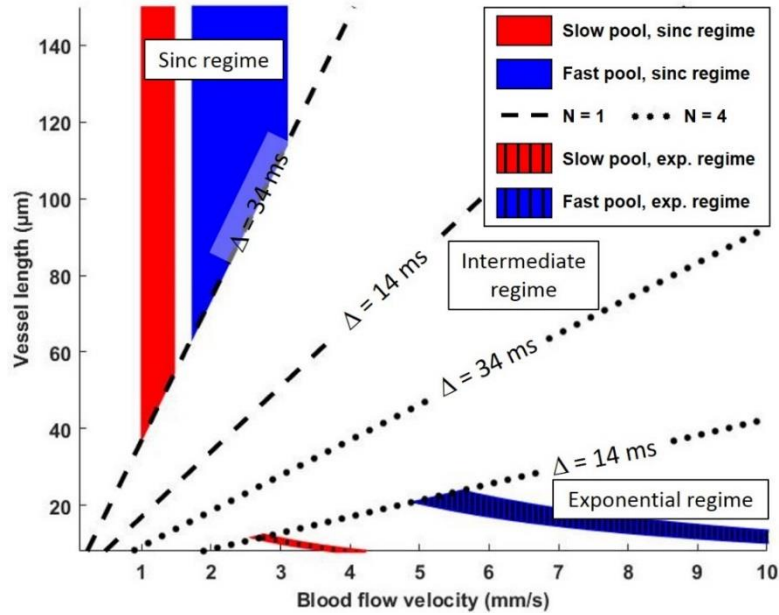 140
120
100
80
60
40
20
Vessel length (μm)
Sinc regime
Slow pool, sinc regime
Fast pool, sinc regime
N = 1
N = 4
Slow pool, exp. regime
Fast pool, exp. regime
Δ = 34 ms
Δ = 14 ms
Intermediate
regime
Δ = 34 ms
Δ = 14 ms
Exponential regime
1 2 3 4 5 6 7 8 9 10
Blood flow velocity (mm/s)